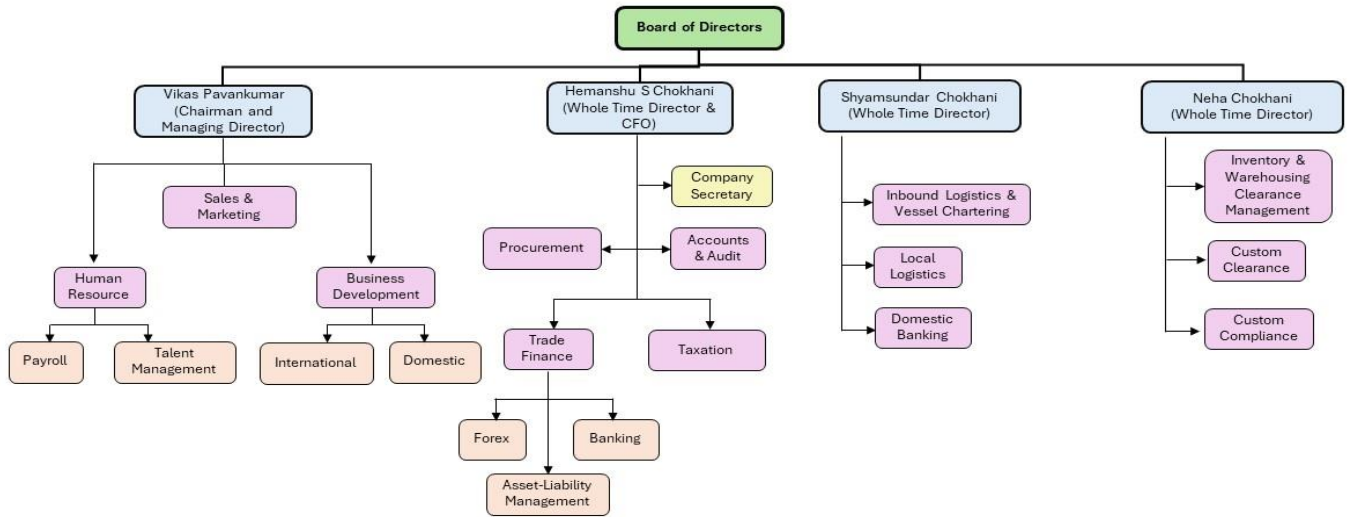 Board of Directors
Vikas Pavankumar
(Chairman and
Managing Director)
Hemanshu S Chokhani
(Whole Time Director &
CFO)
Shyamsundar Chokhani
(Whole Time Director)
Neha Chokhani
(Whole Time Director)
Sales &
Marketing
Human
Resource
Business
Development
Payroll
Talent
Management
International
Domestic
Company
Secretary
Procurement
Accounts
& Audit
Trade
Finance
Taxation
Forex
Banking
Asset-Liability
Management
Inbound Logistics &
Vessel Chartering
Local
Logistics
Domestic
Banking
Inventory &
Warehousing
Clearance
Management
Custom
Clearance
Custom
Compliance